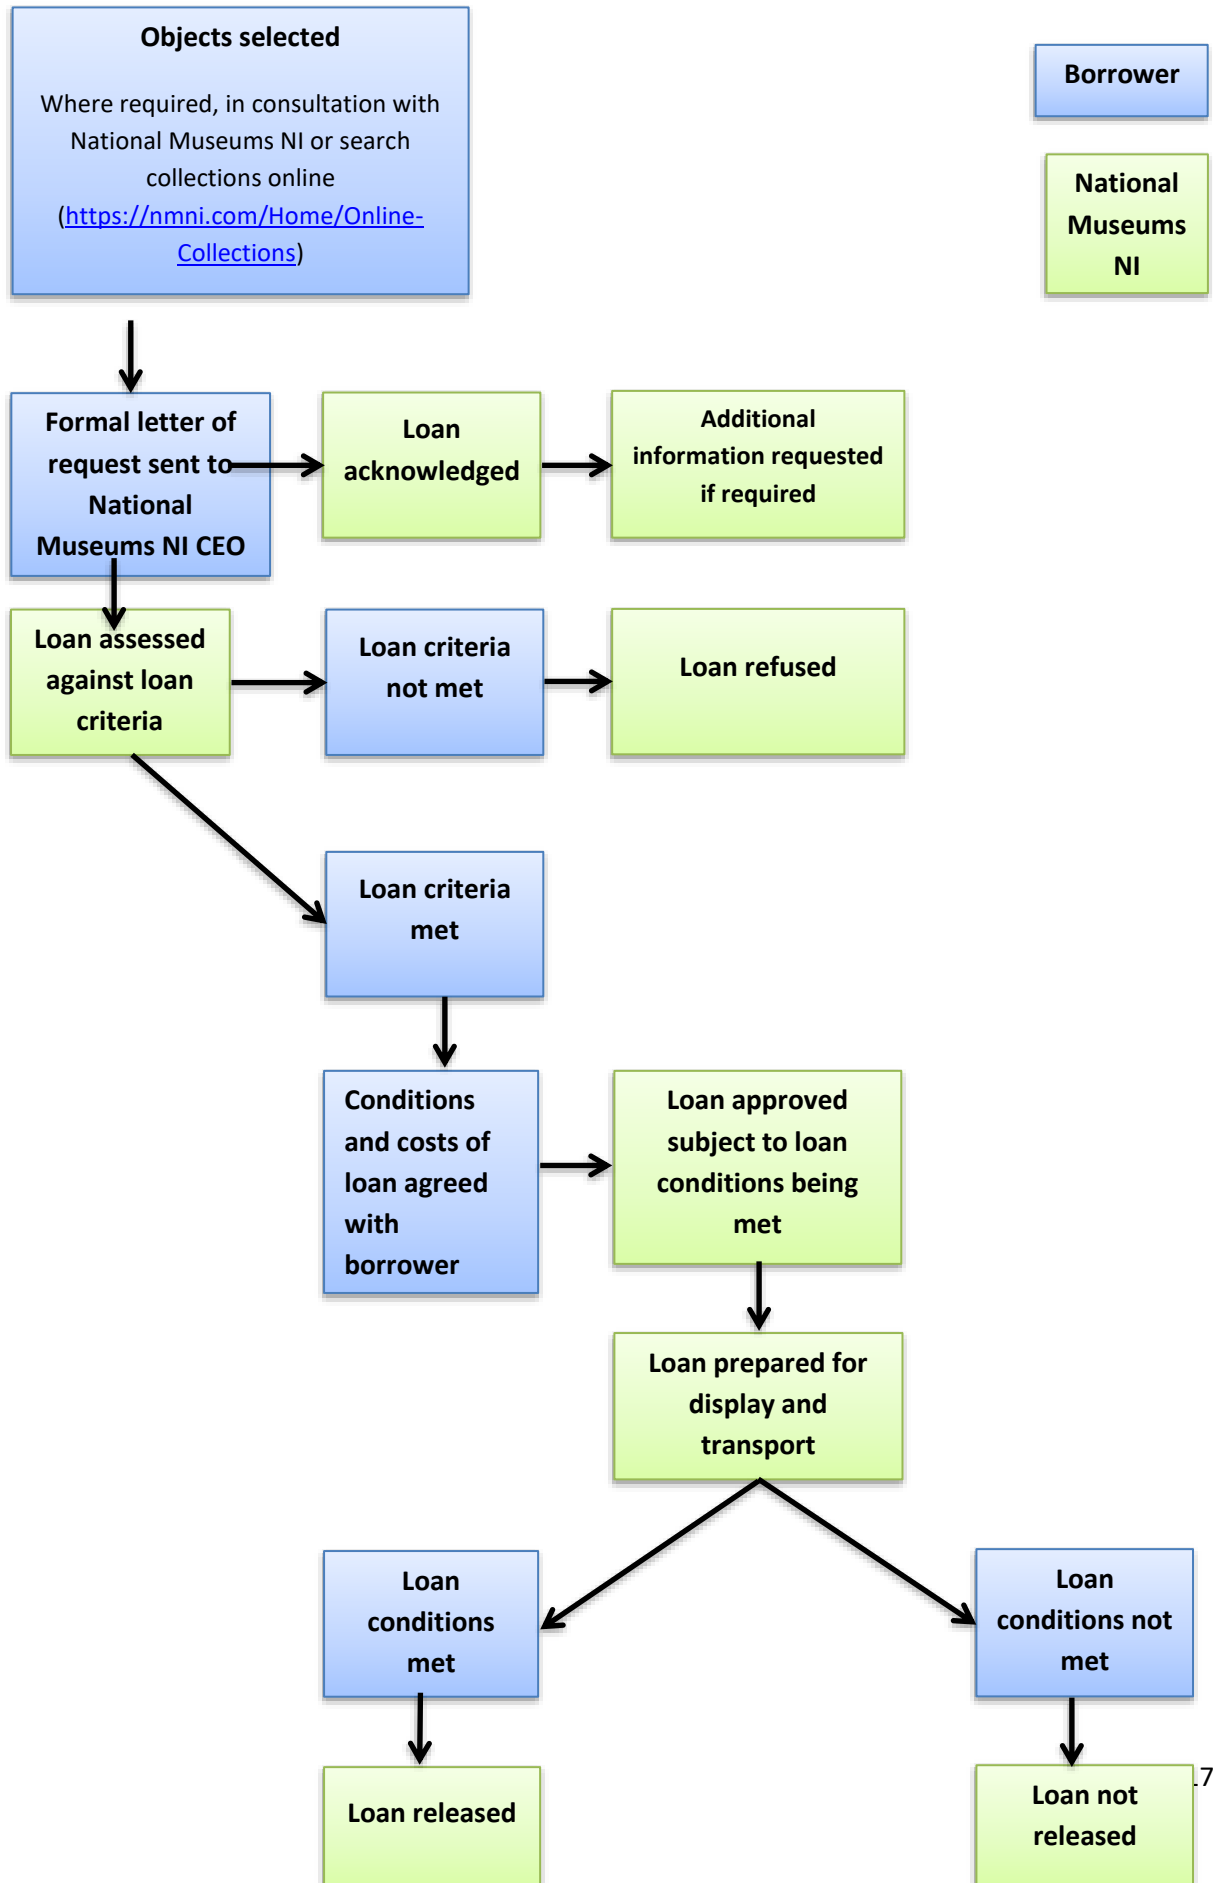 Objects selected
Where required, in consultation with
National Museums NI or search
collections online
(https://nmni.com/Home/Online-
Collections)
Borrower
National
Museums
NI
Formal letter of
request sent to
National
Museums NI CEO
Loan
acknowledged
Additional
information requested
if required
Loan assessed
against loan
criteria
Loan criteria
not met
Loan refused
Loan criteria
met
Conditions
and costs of
loan agreed
with
borrower
Loan approved
subject to loan
conditions being
met
Loan prepared for
display and
transport
Loan
conditions
met
Loan
conditions not
met
Loan released
Loan not
released
7